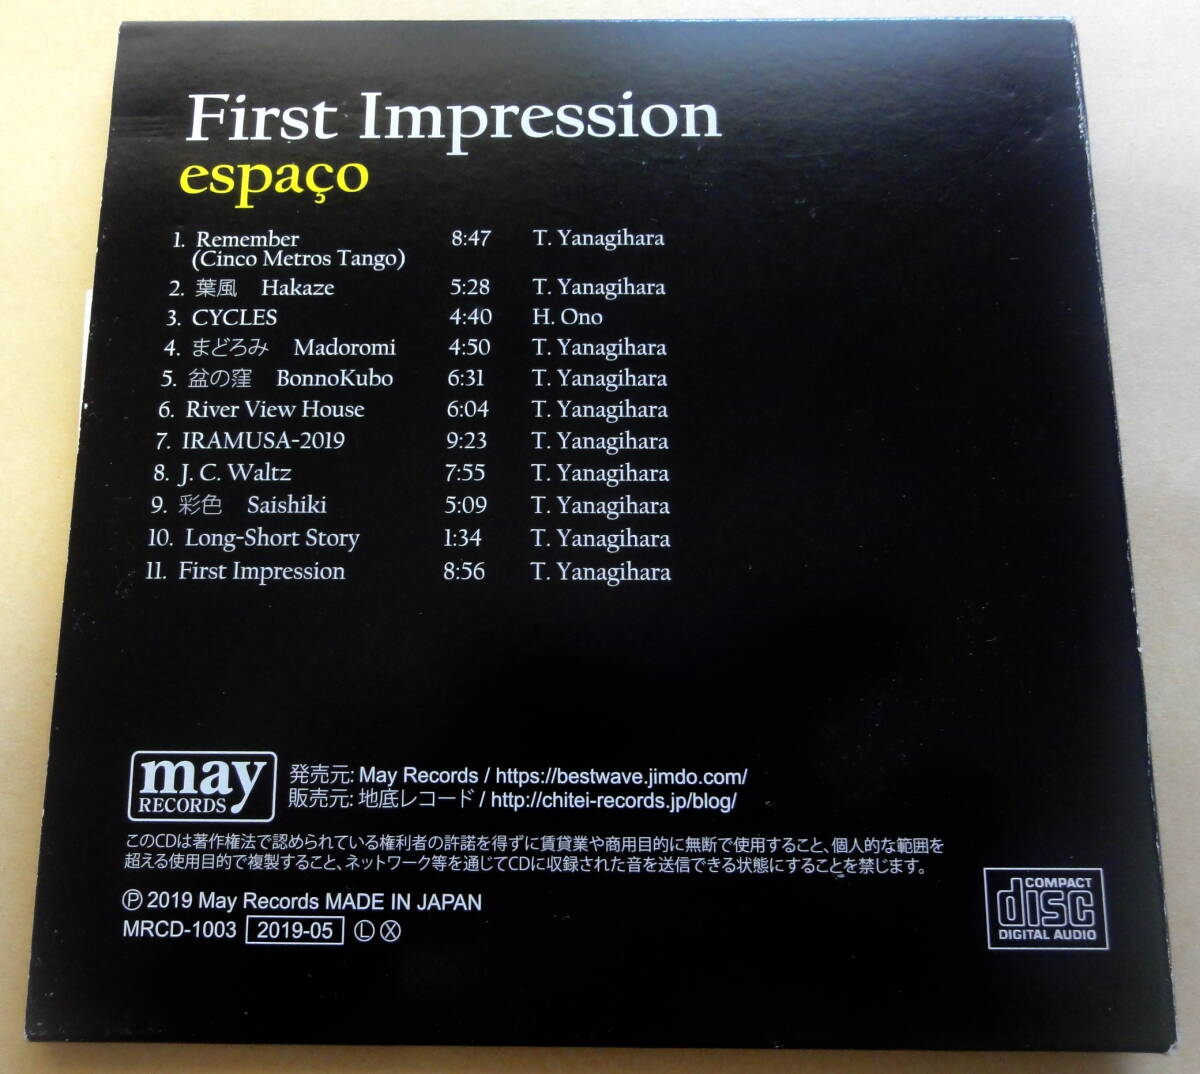 First Impression
espaço
1. Remember 8:47 T. Yanagihara
(Cinco Metros Tango)
2. 葉風 Hakaze 5:28 T. Yanagihara
3. CYCLES 4:40 H. Ono
4. まどろみ Madoromi 4:50 T. Yanagihara
5. 盆の窪 BonnoKubo 6:31 T. Yanagihara
6. River View House 6:04 T. Yanagihara
7. IRAMUSA-2019 9:23 T. Yanagihara
8. J. C. Waltz 7:55 T. Yanagihara
9. 彩色 Saishiki 5:09 T. Yanagihara
10. Long-Short Story 1:34 T. Yanagihara
11. First Impression 8:56 T. Yanagihara
may
RECORDS
発売元: May Records / https://bestwave.jimdo.com/
販売元: 地底レコード / http://chitei-records.jp/blog/
このCDは著作権法で認められている権利者の許諾を得ずに賃貸業や商用目的に無断で使用すること、個人的な範囲を
超える使用目的で複製すること、ネットワーク等を通じてCDに収録された音を送信できる状態にすることを禁じます。
Ⓟ 2019 May Records MADE IN JAPAN
MRCD-1003 2019-05 Ⓛ Ⓧ
COMPACT
disc
DIGITAL AUDIO